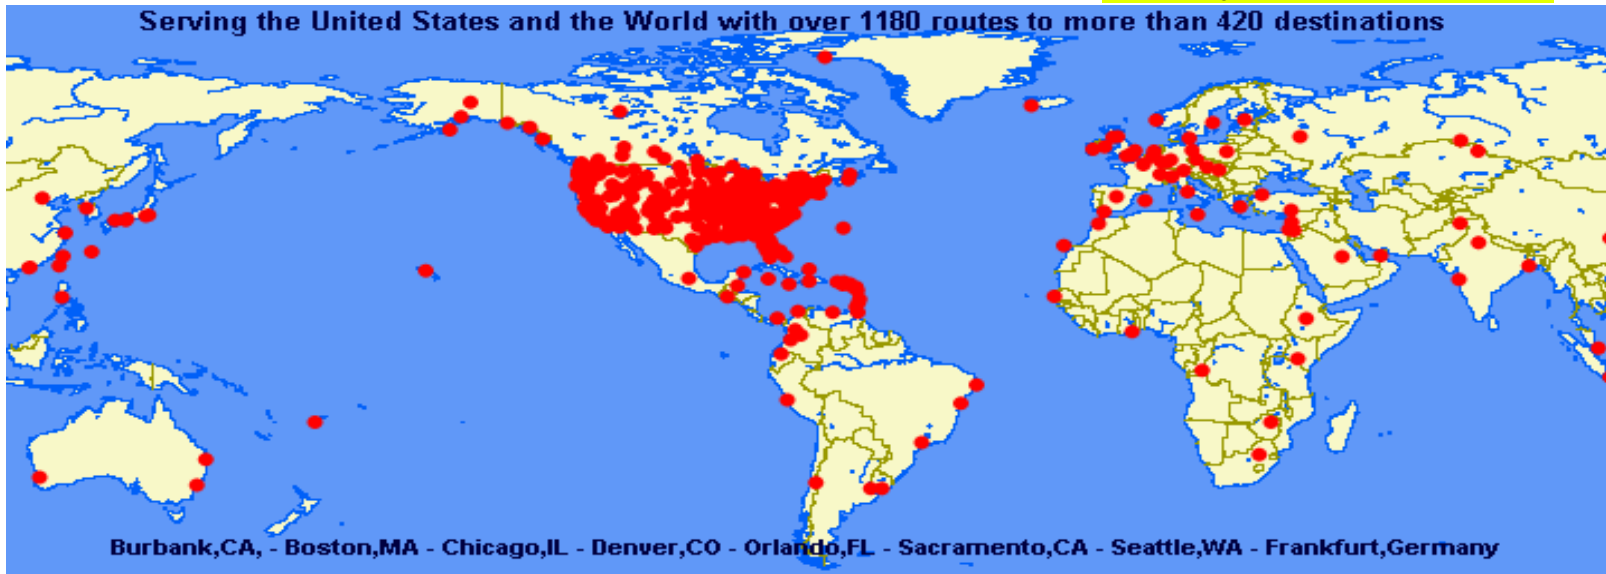 Serving the United States and the World with over 1180 routes to more than 420 destinations
Burbank,CA, - Boston,MA - Chicago,IL - Denver,CO - Orlando,FL - Sacramento,CA - Seattle,WA - Frankfurt,Germany